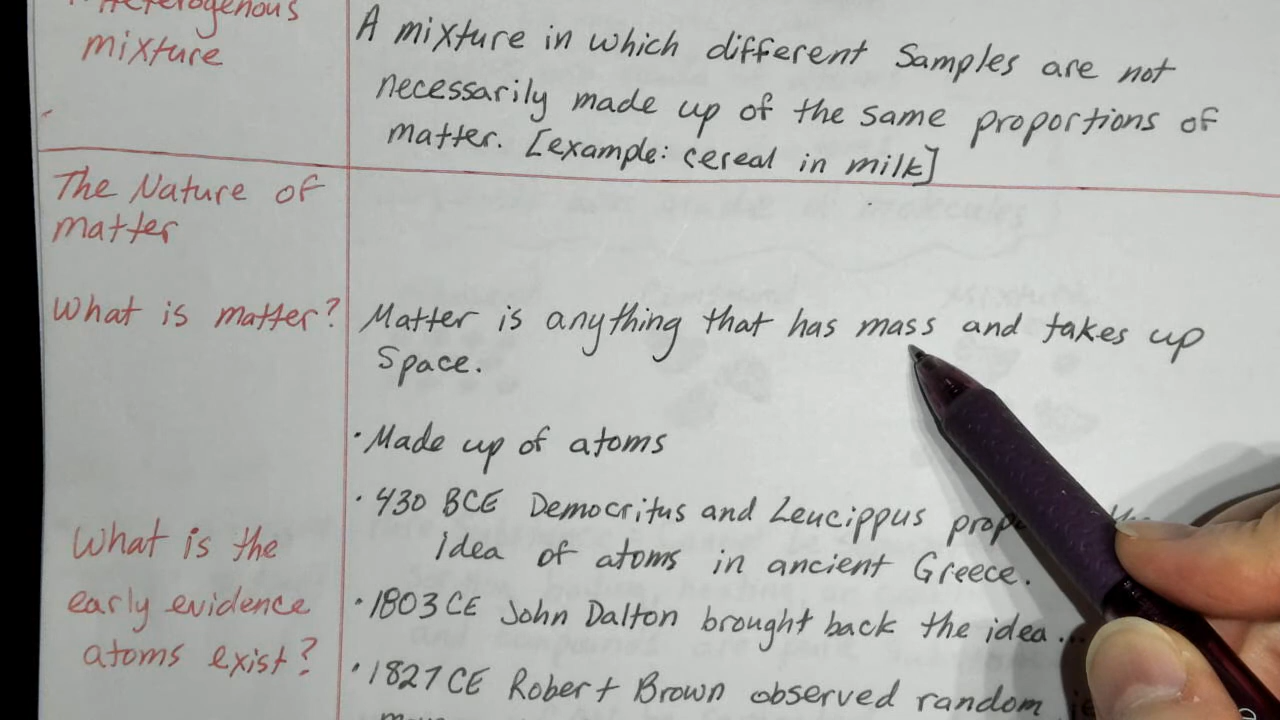 Heterogenous
mixture
A mixture in which different Samples are not
necessarily made up of the same proportions of
matter. [example: cereal in milk]
The Nature of
matter
What is matter?
Matter is anything that has mass and takes up
Space.
· Made up of atoms
· 430 BCE Democritus and Leucippus
idea of atoms in ancient Greece.
What is the
early evidence
atoms exist?
· 1803 CE John Dalton brought back the idea...
· 1827 CE Robert Brown observed random